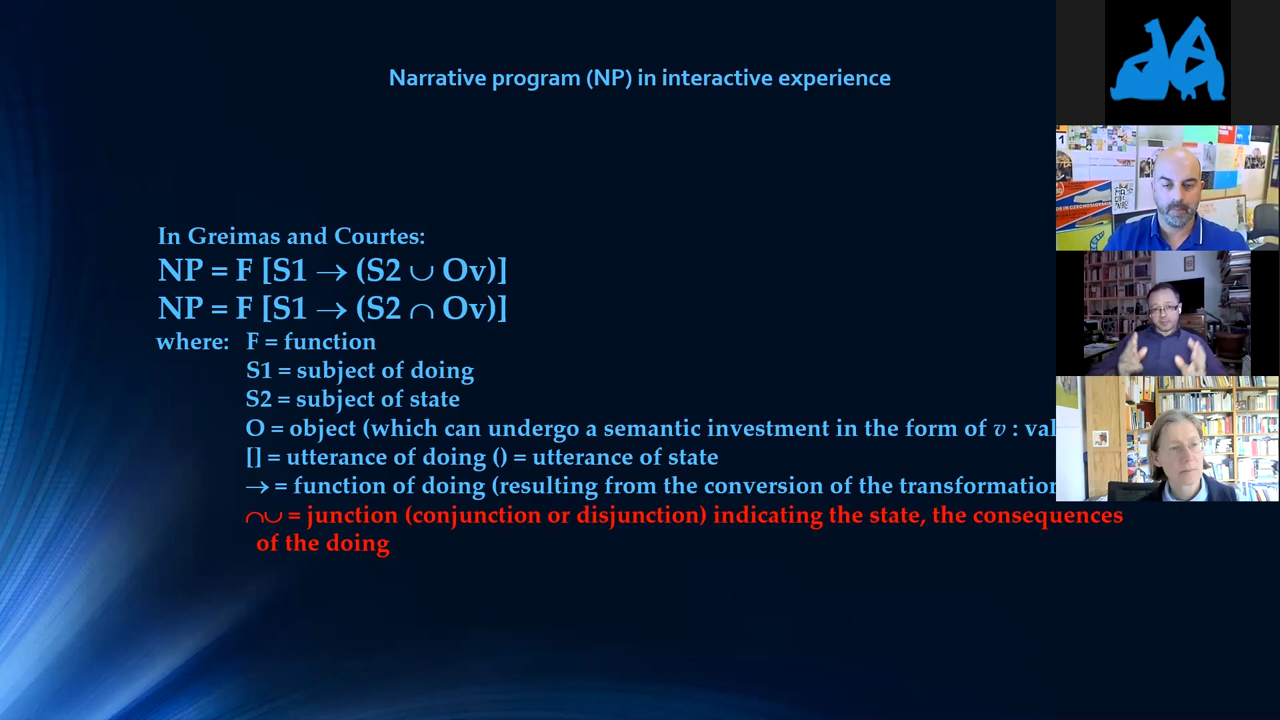 Narrative program (NP) in interactive experience
In Greimas and Courtes:
NP = F [S1 → (S2 ∪ Ov)]
NP = F [S1 → (S2 ∩ Ov)]
where: F = function
S1 = subject of doing
S2 = subject of state
O = object (which can undergo a semantic investment in the form of v : val
[] = utterance of doing () = utterance of state
→ = function of doing (resulting from the conversion of the transformation
∩∪ = junction (conjunction or disjunction) indicating the state, the consequences
of the doing